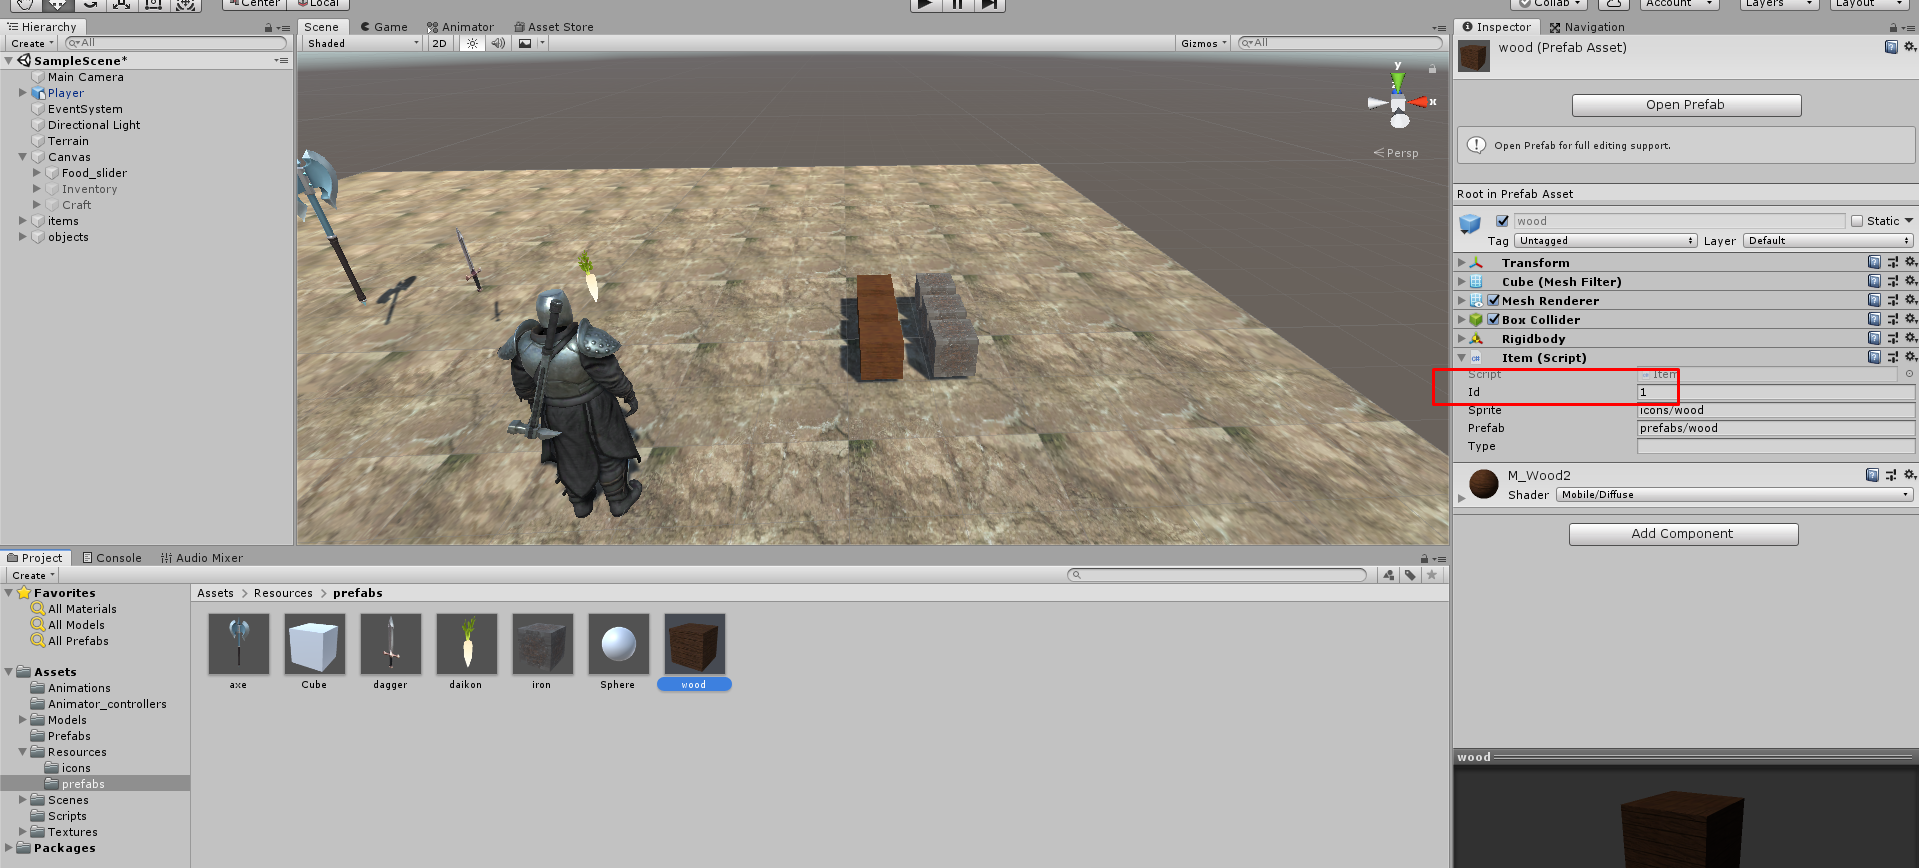 Center
Local
Collab
Account
Layers
Layout
Hierarchy
Create
All
SampleScene*
Main Camera
Player
EventSystem
Directional Light
Terrain
Canvas
Food_slider
Inventory
Craft
items
objects
Scene
Game
Animator
Asset Store
Shaded
2D
Gizmos
All
y
x
Persp
Inspector
Navigation
wood (Prefab Asset)
Open Prefab
Open Prefab for full editing support.
Root in Prefab Asset
wood
Static
Tag
Untagged
Layer
Default
Transform
Cube (Mesh Filter)
Mesh Renderer
Box Collider
Rigidbody
Item (Script)
Script
Item
Id
1
Sprite
icons/wood
Prefab
prefabs/wood
Type
M_Wood2
Shader
Mobile/Diffuse
Add Component
wood
Project
Console
Audio Mixer
Create
Favorites
All Materials
All Models
All Prefabs
Assets
Animations
Animator_controllers
Models
Prefabs
Resources
icons
prefabs
Scenes
Scripts
Textures
Packages
Assets > Resources > prefabs
axe
Cube
dagger
daikon
iron
Sphere
wood